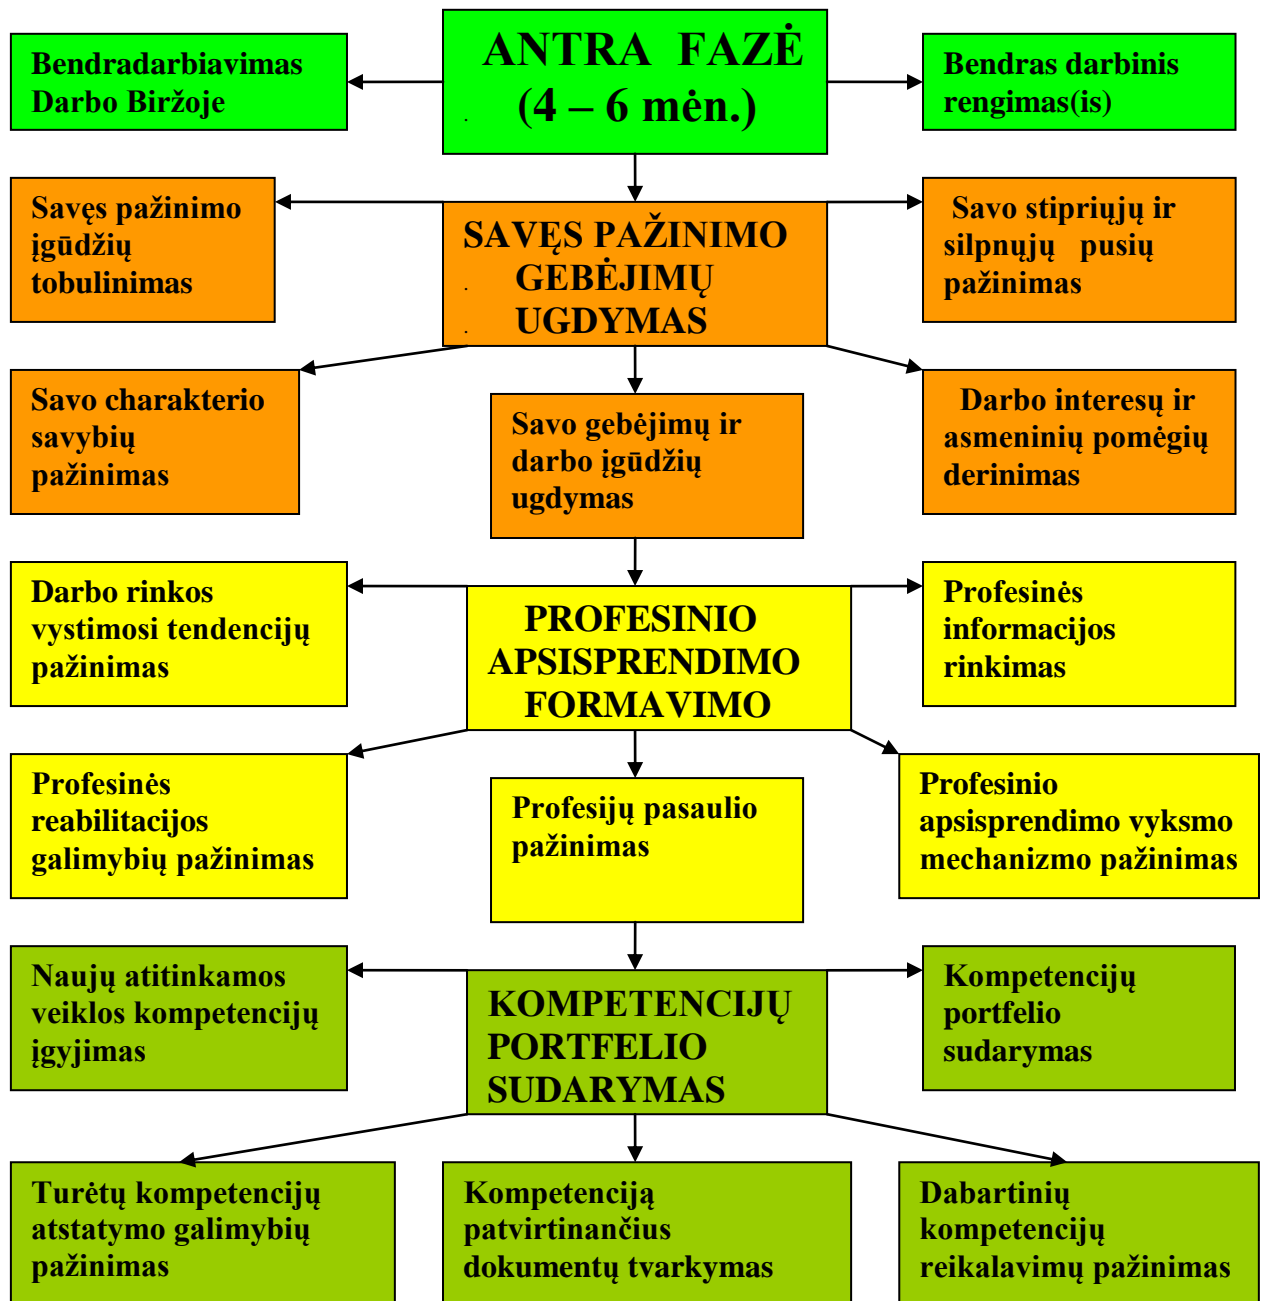 Bendradarbiavimas
Darbo Biržoje
ANTRA FAZĖ
. (4 – 6 mėn.)
Bendras darbinis
rengimas(is)
Savęs pažinimo
įgūdžių
tobulinimas
SAVĘS PAŽINIMO
. GEBĖJIMŲ
. UGDYMAS
Savo stipriųjų ir
silpnųjų pusių
pažinimas
Savo charakterio
savybių
pažinimas
Savo gebėjimų ir
darbo įgūdžių
ugdymas
Darbo interesų ir
asmeninių pomėgių
derinimas
Darbo rinkos
vystimosi tendencijų
pažinimas
PROFESINIO
APSISPRENDIMO
FORMAVIMO
Profesinės
informacijos
rinkimas
Profesinės
reabilitacijos
galimybių pažinimas
Profesijų pasaulio
pažinimas
Profesinio
apsisprendimo vyksmo
mechanizmo pažinimas
Naujų atitinkamos
veiklos kompetencijų
įgyjimas
KOMPETENCIJŲ
PORTFELIO
SUDARYMAS
Kompetencijų
portfelio
sudarymas
Turėtų kompetencijų
atstatymo galimybių
pažinimas
Kompetenciją
patvirtinančius
dokumentų tvarkymas
Dabartinių
kompetencijų
reikalavimų pažinimas